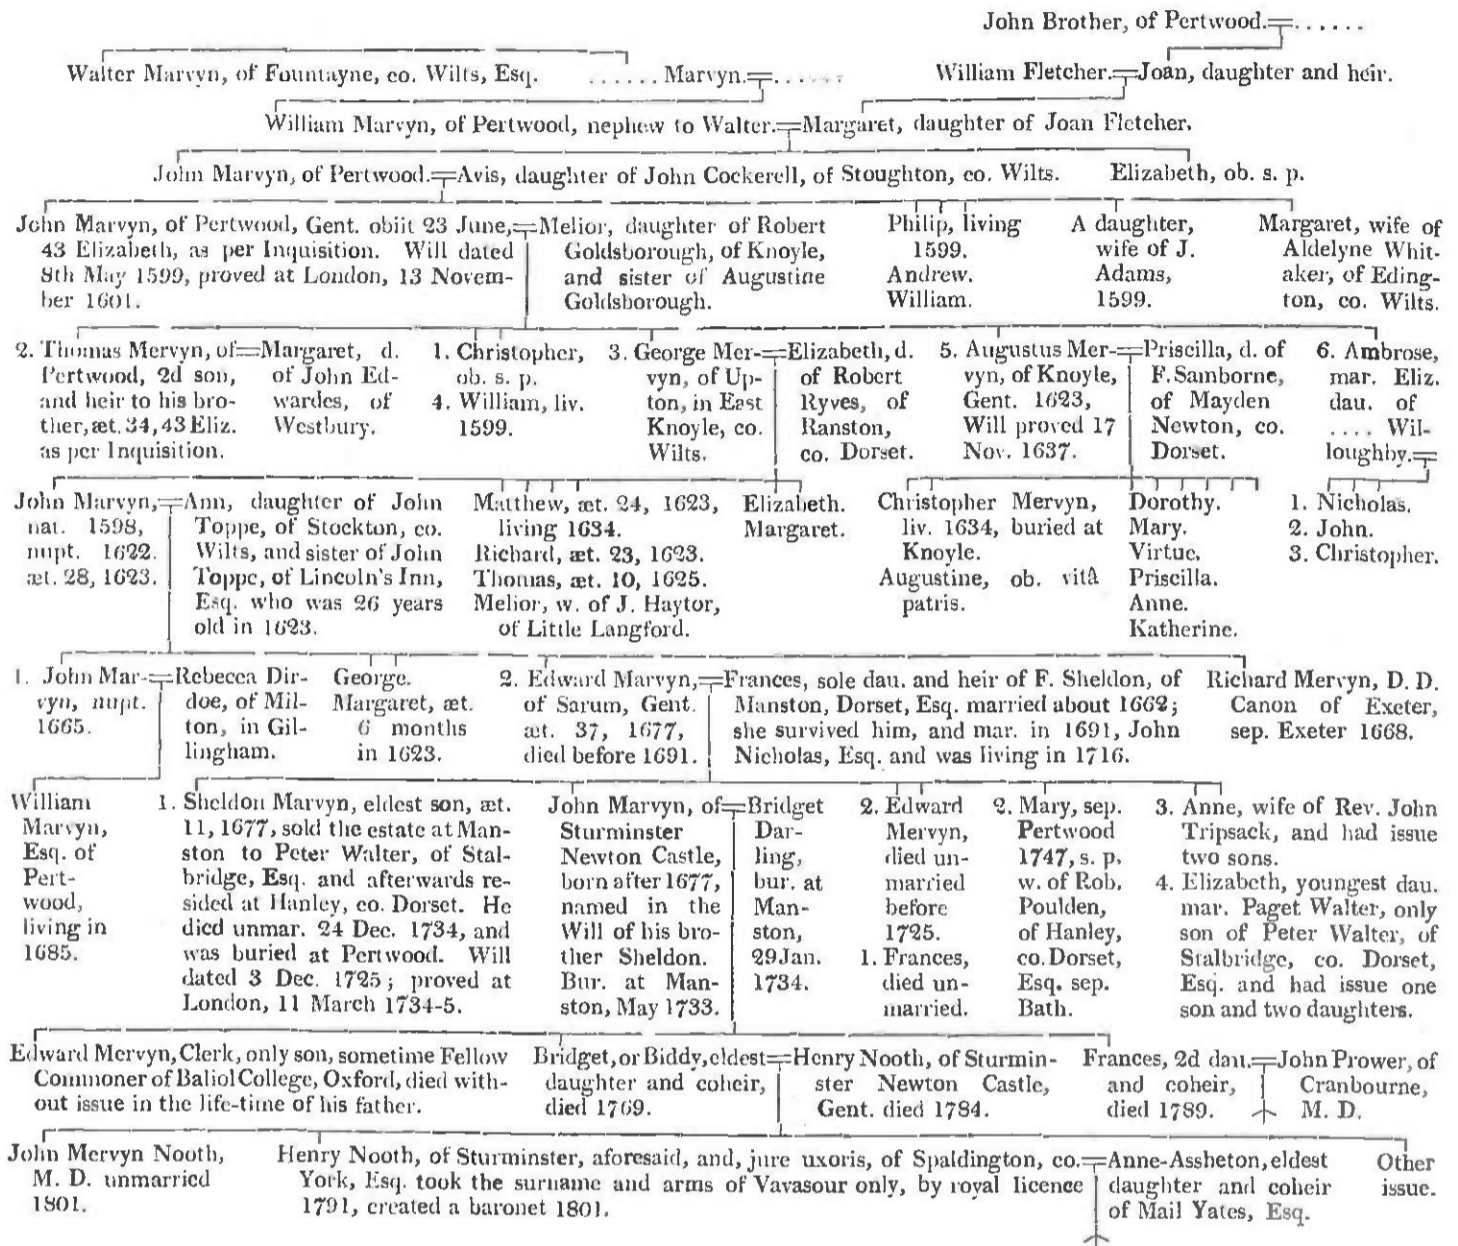 John Brother, of Pertwood.=......
Walter Marvyn, of Fountayne, co. Wilts, Esq. ...... Marvyn.=...... William Fletcher.=Joan, daughter and heir.
William Marvyn, of Pertwood, nephew to Walter.=Margaret, daughter of Joan Fletcher.
John Marvyn, of Pertwood.=Avis, daughter of John Cockerell, of Stoughton, co. Wilts. Elizabeth, ob. s. p.
John Marvyn, of Pertwood, Gent. obiit 23 June,=
43 Elizabeth, as per Inquisition. Will dated
8th May 1599, proved at London, 13 Novem-
ber 1601.
Melior, daughter of Robert
Goldsborough, of Knoyle,
and sister of Augustine
Goldsborough.
Philip, living
1599.
Andrew.
William.
A daughter,
wife of J.
Adams,
1599.
Margaret, wife of
Aldelyne Whit-
aker, of Eding-
ton, co. Wilts.
2. Thomas Mervyn, of=
Pertwood, 2d son,
and heir to his bro-
ther, æt. 34, 43 Eliz.
as per Inquisition.
Margaret, d.
of John Ed-
wardes, of
Westbury.
1. Christopher,
ob. s. p.
4. William, liv.
1599.
3. George Mer-=
vyn, of Up-
ton, in East
Knoyle, co.
Wilts.
Elizabeth, d.
of Robert
Ryves, of
Ranston,
co. Dorset.
5. Augustus Mer-=
vyn, of Knoyle,
Gent. 1623,
Will proved 17
Nov. 1637.
Priscilla, d. of
F. Samborne,
of Mayden
Newton, co.
Dorset.
6. Ambrose,
mar. Eliz.
dau. of
.... Wil-
loughby.=
John Marvyn,=
nat. 1598,
nupt. 1622.
æt. 28, 1623.
Ann, daughter of John
Toppe, of Stockton, co.
Wilts, and sister of John
Toppe, of Lincoln's Inn,
Esq. who was 26 years
old in 1623.
Matthew, æt. 24, 1623,
living 1634.
Richard, æt. 23, 1623.
Thomas, æt. 10, 1625.
Melior, w. of J. Haytor,
of Little Langford.
Elizabeth.
Margaret.
Christopher Mervyn,
liv. 1634, buried at
Knoyle.
Augustine, ob. vitâ
patris.
Dorothy.
Mary.
Virtue.
Priscilla.
Anne.
Katherine.
1. Nicholas.
2. John.
3. Christopher.
1. John Mar-=
vyn, nupt.
1665.
Rebecca Dir-
doe, of Mil-
ton, in Gil-
lingham.
George.
Margaret, æt.
6 months
in 1623.
2. Edward Marvyn,=
of Sarum, Gent.
æt. 37, 1677,
died before 1691.
Frances, sole dau. and heir of F. Sheldon, of
Manston, Dorset, Esq. married about 1662;
she survived him, and mar. in 1691, John
Nicholas, Esq. and was living in 1716.
Richard Mervyn, D. D.
Canon of Exeter,
sep. Exeter 1668.
William
Marvyn,
Esq. of
Pert-
wood,
living in
1685.
1. Sheldon Marvyn, eldest son, æt.
11, 1677, sold the estate at Man-
ston to Peter Walter, of Stal-
bridge, Esq. and afterwards re-
sided at Hanley, co. Dorset. He
died unmar. 24 Dec. 1734, and
was buried at Pertwood. Will
dated 3 Dec. 1725; proved at
London, 11 March 1734-5.
John Marvyn, of=
Sturminster
Newton Castle,
born after 1677,
named in the
Will of his bro-
ther Sheldon.
Bur. at Man-
ston, May 1733.
Bridget
Dar-
ling,
bur. at
Man-
ston,
29 Jan.
1734.
2. Edward
Mervyn,
died un-
married
before
1725.
1. Frances,
died un-
married.
2. Mary, sep.
Pertwood
1747, s. p.
w. of Rob.
Poulden,
of Hanley,
co. Dorset,
Esq. sep.
Bath.
3. Anne, wife of Rev. John
Tripsack, and had issue
two sons.
4. Elizabeth, youngest dau.
mar. Paget Walter, only
son of Peter Walter, of
Stalbridge, co. Dorset,
Esq. and had issue one
son and two daughters.
Edward Mervyn, Clerk, only son, sometime Fellow
Commoner of Baliol College, Oxford, died with-
out issue in the life-time of his father.
Bridget, or Biddy, eldest=
daughter and coheir,
died 1769.
Henry Nooth, of Sturmin-
ster Newton Castle,
Gent. died 1784.
Frances, 2d dau.=
and coheir,
died 1789.
John Prower, of
Cranbourne,
M. D.
John Mervyn Nooth,
M. D. unmarried
1801.
Henry Nooth, of Sturminster, aforesaid, and, jure uxoris, of Spaldington, co.=
York, Esq. took the surname and arms of Vavasour only, by royal licence
1791, created a baronet 1801.
Anne-Assheton, eldest
daughter and coheir
of Mail Yates, Esq.
Other
issue.